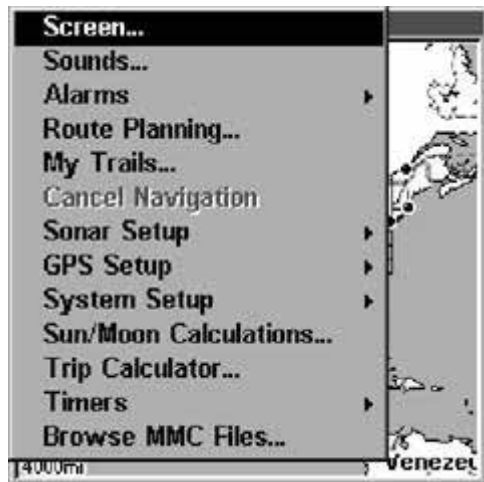 Screen...
Sounds...
Alarms
Route Planning...
My Trails...
Cancel Navigation
Sonar Setup
GPS Setup
System Setup
Sun/Moon Calculations...
Trip Calculator...
Timers
Browse MMC Files...
4000mi